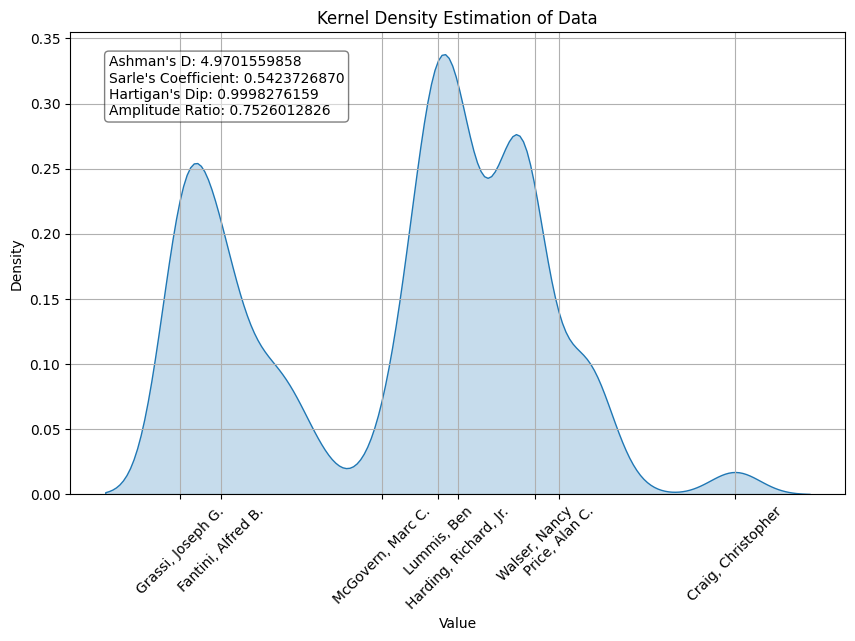 Kernel Density Estimation of Data
Ashman's D: 4.9701559858
Sarle's Coefficient: 0.5423726870
Hartigan's Dip: 0.9998276159
Amplitude Ratio: 0.7526012826
Density
0.35
0.30
0.25
0.20
0.15
0.10
0.05
0.00
Grassi, Joseph G.
Fantini, Alfred B.
McGovern, Marc C.
Lummis, Ben
Harding, Richard, Jr.
Walser, Nancy
Price, Alan C.
Craig, Christopher
Value